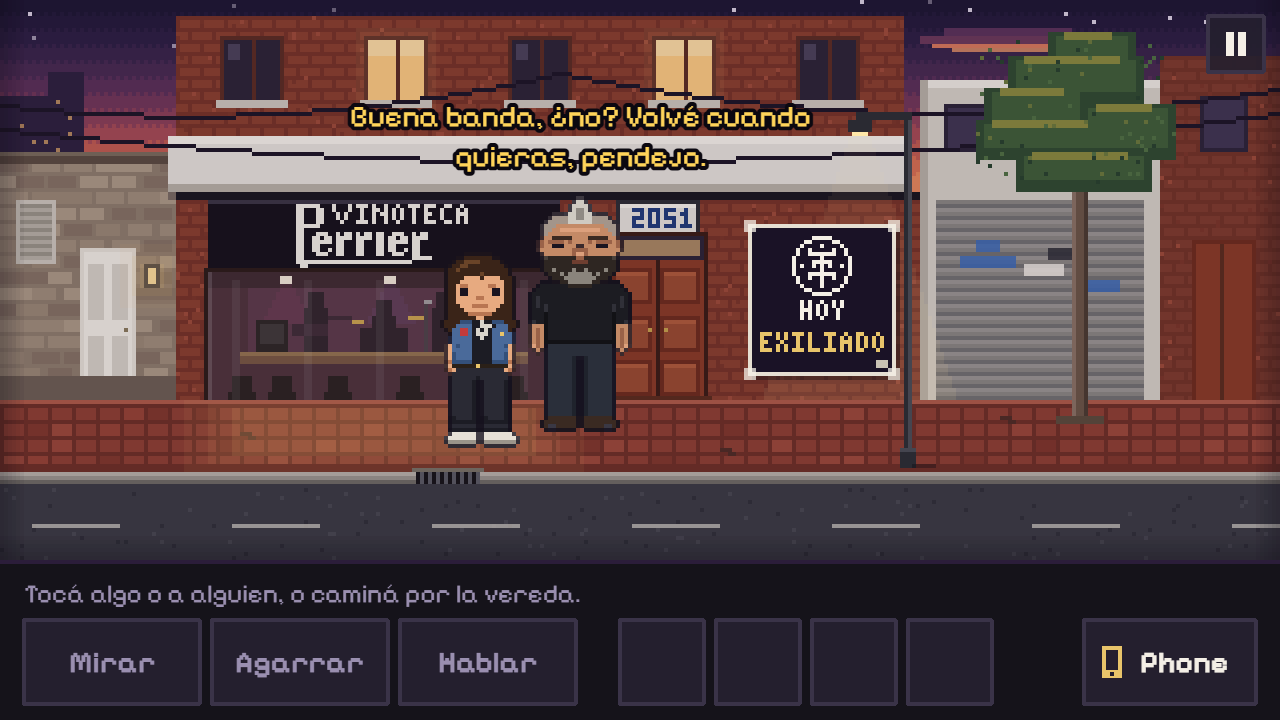 Buena banda, ¿no? Volvé cuando
quieras, pendejo.
VINOTECA
Perrier
2051
HOY
EXILIADO
Tocá algo o a alguien, o caminá por la vereda.
Mirar
Agarrar
Hablar
Phone